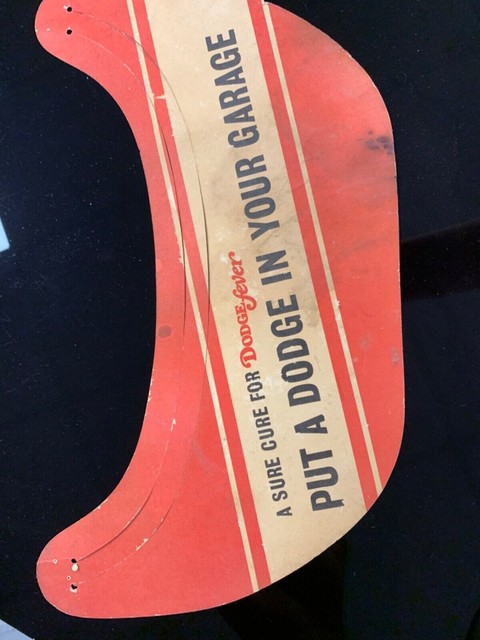 A SURE CURE FOR DODGE fever
PUT A DODGE IN YOUR GARAGE